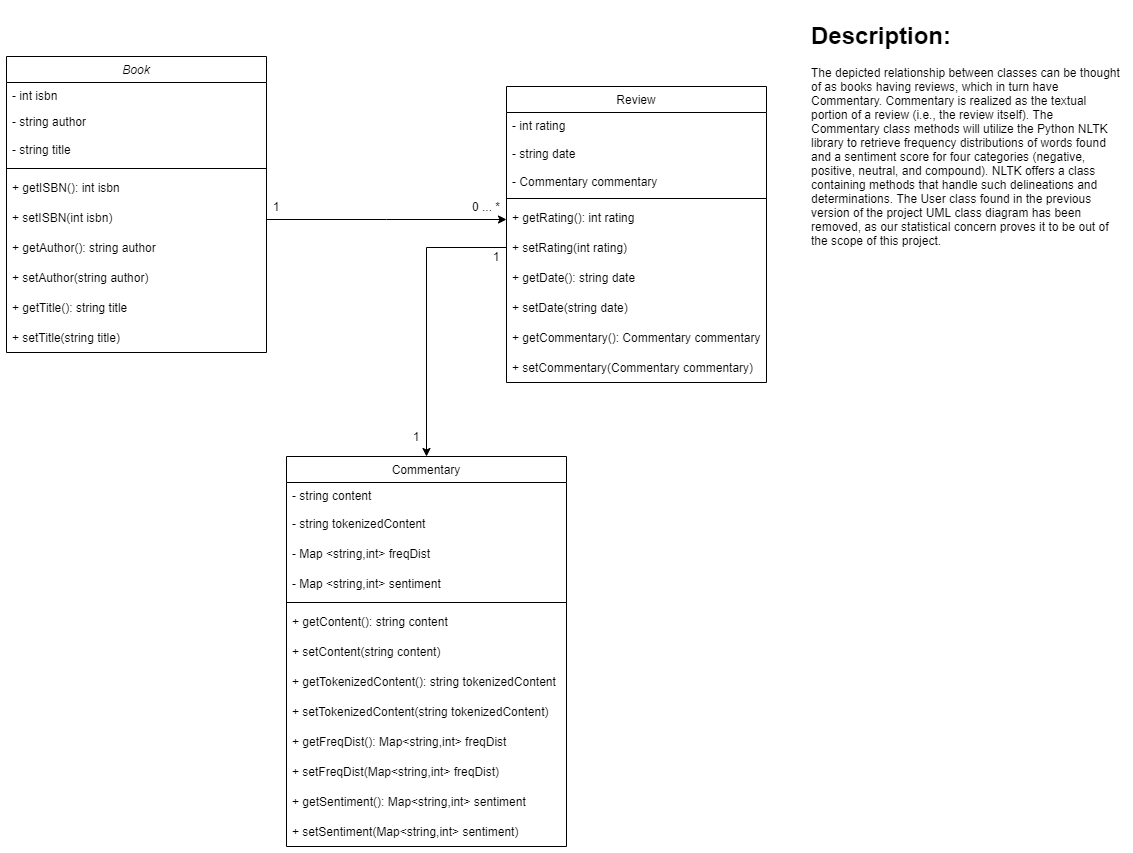 Book
- int isbn
- string author
- string title
+ getISBN(): int isbn
+ setISBN(int isbn)
+ getAuthor(): string author
+ setAuthor(string author)
+ getTitle(): string title
+ setTitle(string title)
1
0 ... *
Review
- int rating
- string date
- Commentary commentary
+ getRating(): int rating
+ setRating(int rating)
+ getDate(): string date
+ setDate(string date)
+ getCommentary(): Commentary commentary
+ setCommentary(Commentary commentary)
1
1
Commentary
- string content
- string tokenizedContent
- Map <string,int> freqDist
- Map <string,int> sentiment
+ getContent(): string content
+ setContent(string content)
+ getTokenizedContent(): string tokenizedContent
+ setTokenizedContent(string tokenizedContent)
+ getFreqDist(): Map<string,int> freqDist
+ setFreqDist(Map<string,int> freqDist)
+ getSentiment(): Map<string,int> sentiment
+ setSentiment(Map<string,int> sentiment)
Description:
The depicted relationship between classes can be thought
of as books having reviews, which in turn have
Commentary. Commentary is realized as the textual
portion of a review (i.e., the review itself). The
Commentary class methods will utilize the Python NLTK
library to retrieve frequency distributions of words found
and a sentiment score for four categories (negative,
positive, neutral, and compound). NLTK offers a class
containing methods that handle such delineations and
determinations. The User class found in the previous
version of the project UML class diagram has been
removed, as our statistical concern proves it to be out of
the scope of this project.